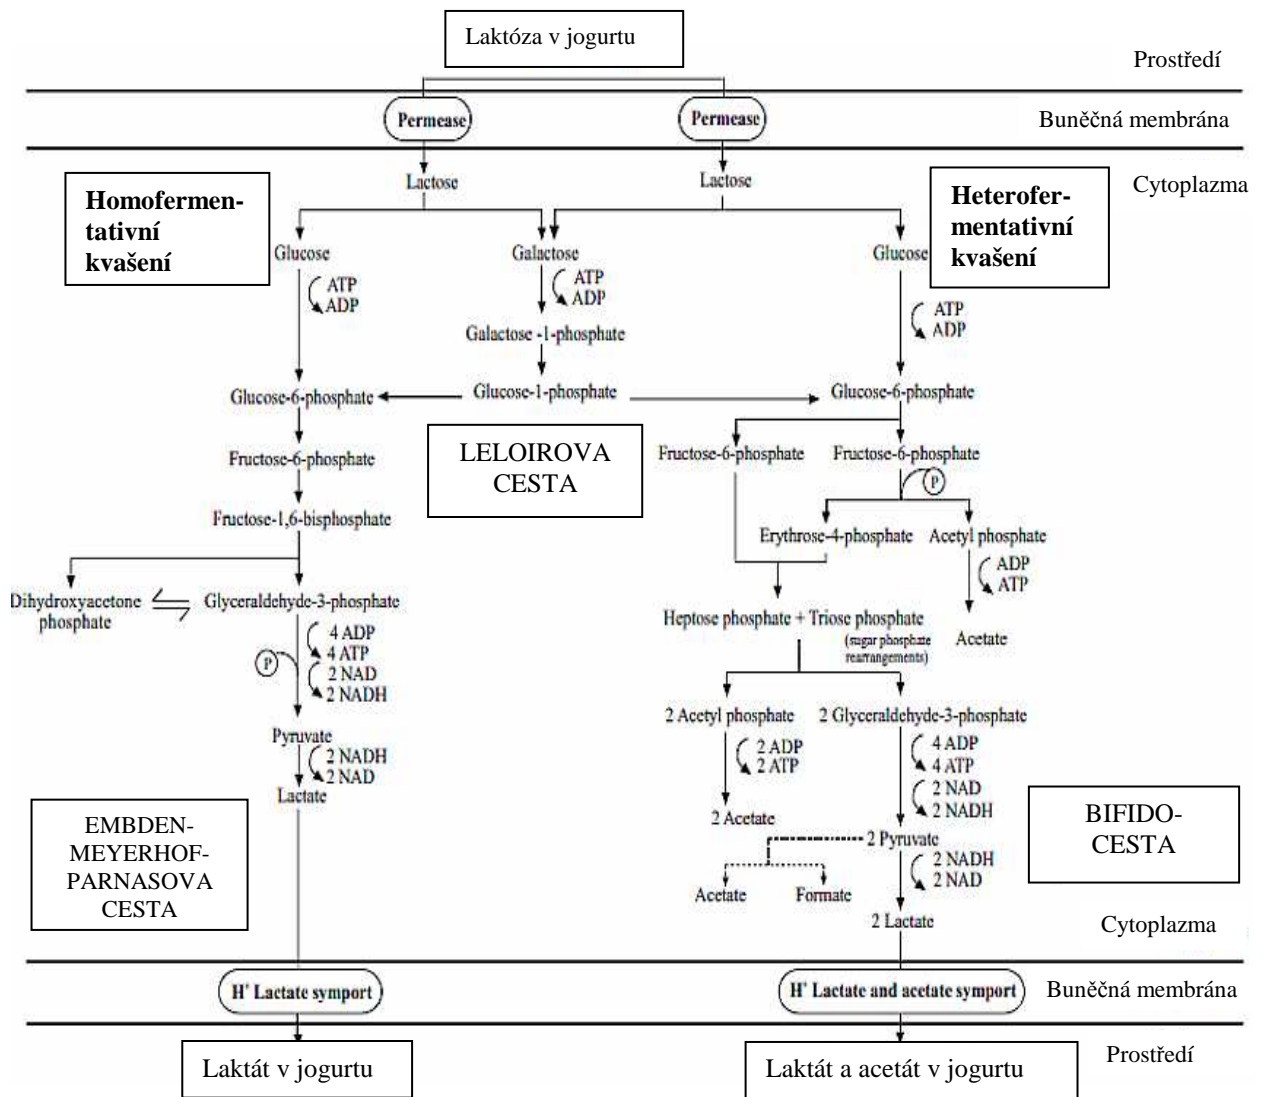 Laktóza v jogurtu
Prostředí
Permease
Permease
Buněčná membrána
Lactose
Lactose
Cytoplazma
Homofermen-
tativní
kvašení
Heterofer-
mentativní
kvašení
Glucose
Galactose
Glucose
ATP
ADP
ATP
ADP
ATP
ADP
Galactose -1-phosphate
Glucose-6-phosphate
Glucose-1-phosphate
Glucose-6-phosphate
LELOIROVA
CESTA
Fructose-6-phosphate
Fructose-6-phosphate
Fructose-6-phosphate
P
Fructose-1,6-bisphosphate
Erythrose-4-phosphate
Acetyl phosphate
ADP
ATP
Dihydroxyacetone
phosphate
Glyceraldehyde-3-phosphate
Heptose phosphate + Triose phosphate
(sugar phosphate
rearrangements)
Acetate
4 ADP
4 ATP
P
2 NAD
2 NADH
2 Acetyl phosphate
2 Glyceraldehyde-3-phosphate
Pyruvate
2 NADH
2 NAD
Lactate
2 ADP
2 ATP
4 ADP
4 ATP
2 NAD
2 NADH
2 Acetate
2 Pyruvate
EMBDEN-
MEYERHOF-
PARNASOVA
CESTA
BIFIDO-
CESTA
2 NADH
2 NAD
Acetate
Formate
2 Lactate
Cytoplazma
H⁺ Lactate symport
H⁺ Lactate and acetate symport
Buněčná membrána
Laktát v jogurtu
Laktát a acetát v jogurtu
Prostředí